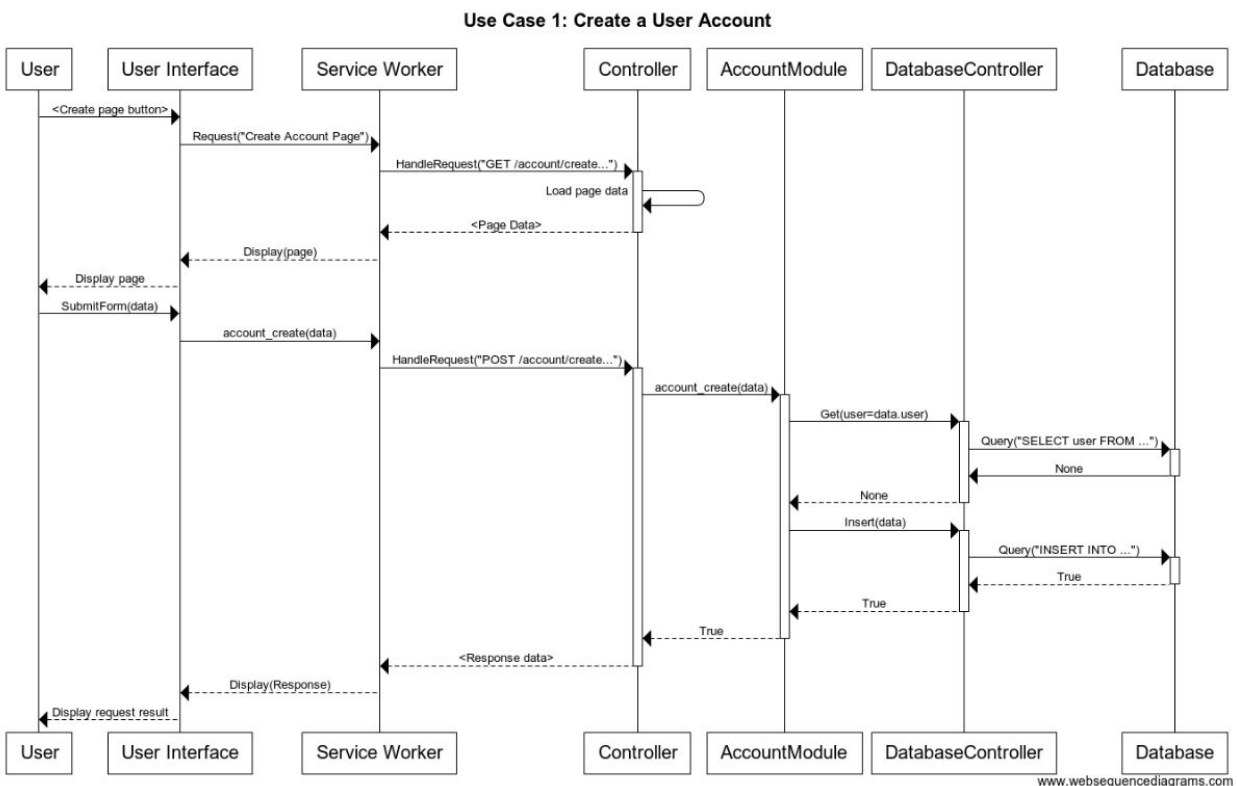 Use Case 1: Create a User Account
User
User Interface
Service Worker
Controller
AccountModule
DatabaseController
Database
<Create page button>
Request("Create Account Page")
HandleRequest("GET /account/create...")
Load page data
<Page Data>
Display(page)
Display page
SubmitForm(data)
account_create(data)
HandleRequest("POST /account/create...")
account_create(data)
Get(user=data.user)
Query("SELECT user FROM ...")
None
None
Insert(data)
Query("INSERT INTO ...")
True
True
True
<Response data>
Display(Response)
Display request result
User
User Interface
Service Worker
Controller
AccountModule
DatabaseController
Database
www.websequencediagrams.com